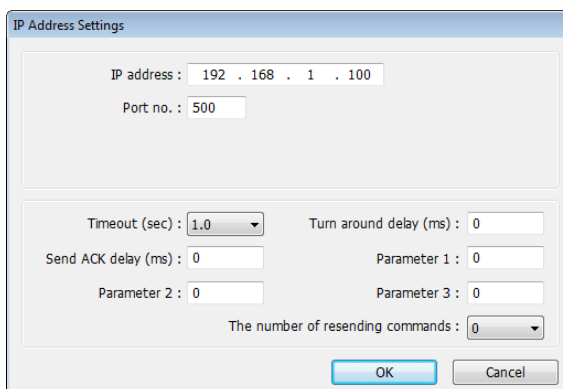 IP Address Settings
IP address : 192 . 168 . 1 . 100
Port no. : 500
Timeout (sec) : 1.0 Turn around delay (ms) : 0
Send ACK delay (ms) : 0 Parameter 1 : 0
Parameter 2 : 0 Parameter 3 : 0
The number of resending commands : 0
OK Cancel